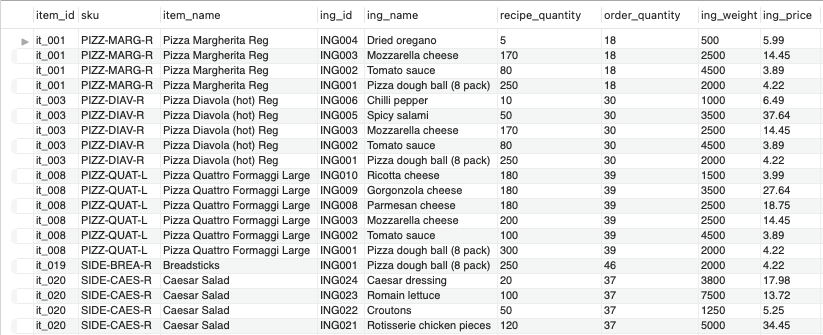 item_id sku item_name ing_id ing_name recipe_quantity order_quantity ing_weight ing_price
it_001 PIZZ-MARG-R Pizza Margherita Reg ING004 Dried oregano 5 18 500 5.99
it_001 PIZZ-MARG-R Pizza Margherita Reg ING003 Mozzarella cheese 170 18 2500 14.45
it_001 PIZZ-MARG-R Pizza Margherita Reg ING002 Tomato sauce 80 18 4500 3.89
it_001 PIZZ-MARG-R Pizza Margherita Reg ING001 Pizza dough ball (8 pack) 250 18 2000 4.22
it_003 PIZZ-DIAV-R Pizza Diavola (hot) Reg ING006 Chilli pepper 10 30 1000 6.49
it_003 PIZZ-DIAV-R Pizza Diavola (hot) Reg ING005 Spicy salami 50 30 3500 37.64
it_003 PIZZ-DIAV-R Pizza Diavola (hot) Reg ING003 Mozzarella cheese 170 30 2500 14.45
it_003 PIZZ-DIAV-R Pizza Diavola (hot) Reg ING002 Tomato sauce 80 30 4500 3.89
it_003 PIZZ-DIAV-R Pizza Diavola (hot) Reg ING001 Pizza dough ball (8 pack) 250 30 2000 4.22
it_008 PIZZ-QUAT-L Pizza Quattro Formaggi Large ING010 Ricotta cheese 180 39 1500 3.99
it_008 PIZZ-QUAT-L Pizza Quattro Formaggi Large ING009 Gorgonzola cheese 180 39 3500 27.64
it_008 PIZZ-QUAT-L Pizza Quattro Formaggi Large ING008 Parmesan cheese 180 39 2500 18.75
it_008 PIZZ-QUAT-L Pizza Quattro Formaggi Large ING003 Mozzarella cheese 200 39 2500 14.45
it_008 PIZZ-QUAT-L Pizza Quattro Formaggi Large ING002 Tomato sauce 100 39 4500 3.89
it_008 PIZZ-QUAT-L Pizza Quattro Formaggi Large ING001 Pizza dough ball (8 pack) 300 39 2000 4.22
it_019 SIDE-BREA-R Breadsticks ING001 Pizza dough ball (8 pack) 250 46 2000 4.22
it_020 SIDE-CAES-R Caesar Salad ING024 Caesar dressing 20 37 3800 17.98
it_020 SIDE-CAES-R Caesar Salad ING023 Romain lettuce 100 37 7500 13.72
it_020 SIDE-CAES-R Caesar Salad ING022 Croutons 50 37 1250 5.25
it_020 SIDE-CAES-R Caesar Salad ING021 Rotisserie chicken pieces 120 37 5000 34.45